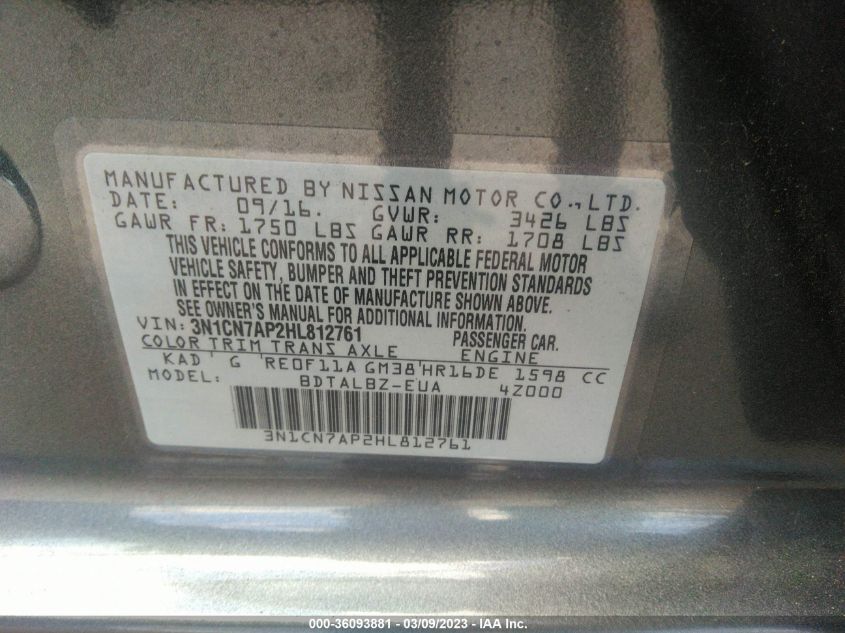 MANUFACTURED BY NISSAN MOTOR CO., LTD.
DATE: 09/16. GVWR: 3426 LBS
GAWR FR: 1750 LBS GAWR RR: 1708 LBS
THIS VEHICLE CONFORMS TO ALL APPLICABLE FEDERAL MOTOR
VEHICLE SAFETY, BUMPER AND THEFT PREVENTION STANDARDS
IN EFFECT ON THE DATE OF MANUFACTURE SHOWN ABOVE.
SEE OWNER'S MANUAL FOR ADDITIONAL INFORMATION.
VIN: 3N1CN7AP2HL812761 PASSENGER CAR.
COLOR TRIM TRANS AXLE ENGINE
KAD ' G 'RE0F11A GM38'HR16DE 1598 CC
MODEL: BDTALBZ-EUA 4Z000
3N1CN7AP2HL812761
000-36093881 - 03/09/2023 - IAA Inc.